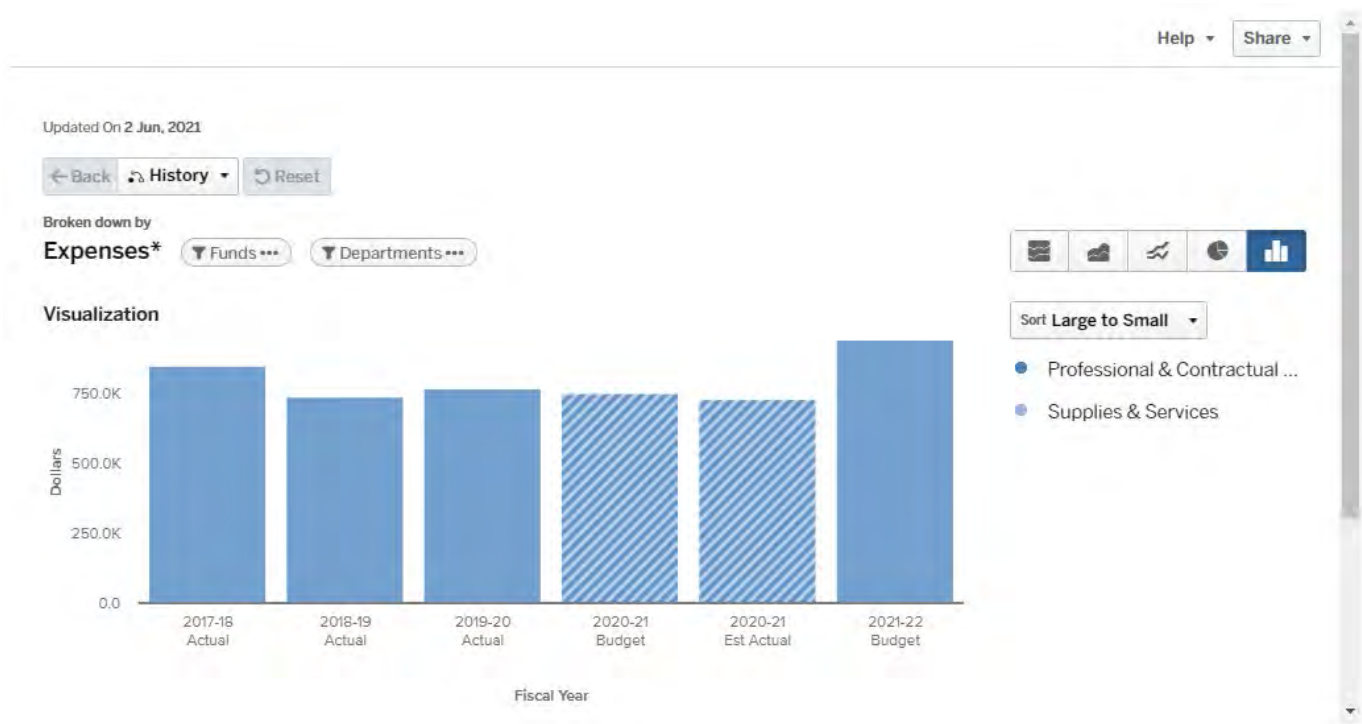 Help
Share
Updated On 2 Jun, 2021
Back
History
Reset
Broken down by
Expenses*
Funds •••
Departments •••
Visualization
Sort Large to Small
Professional & Contractual ...
Supplies & Services
Dollars
750.0K
500.0K
250.0K
0.0
2017-18
Actual
2018-19
Actual
2019-20
Actual
2020-21
Budget
2020-21
Est Actual
2021-22
Budget
Fiscal Year